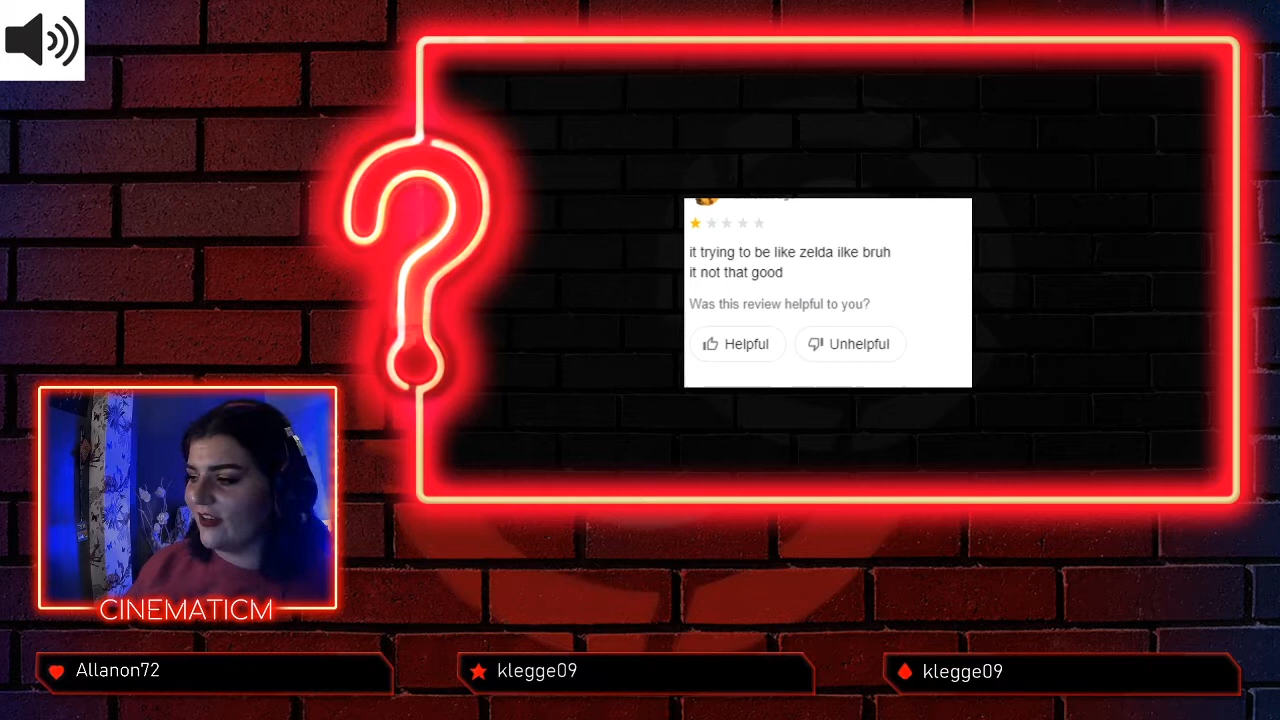 it trying to be like zelda ilke bruh
it not that good
Was this review helpful to you?
Helpful
Unhelpful
CINEMATICM
Allanon72
klegge09
klegge09